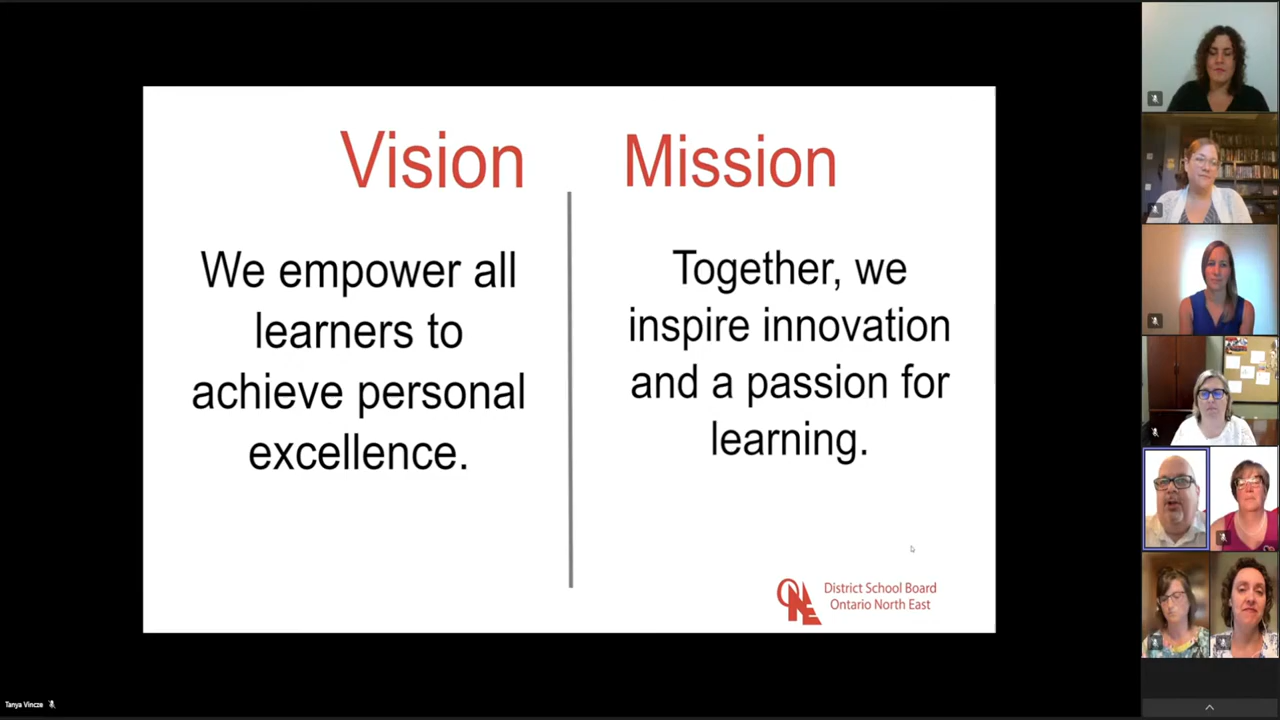 Vision
We empower all
learners to
achieve personal
excellence.
Mission
Together, we
inspire innovation
and a passion for
learning.
ONE
District School Board
Ontario North East
Tanya Vincze